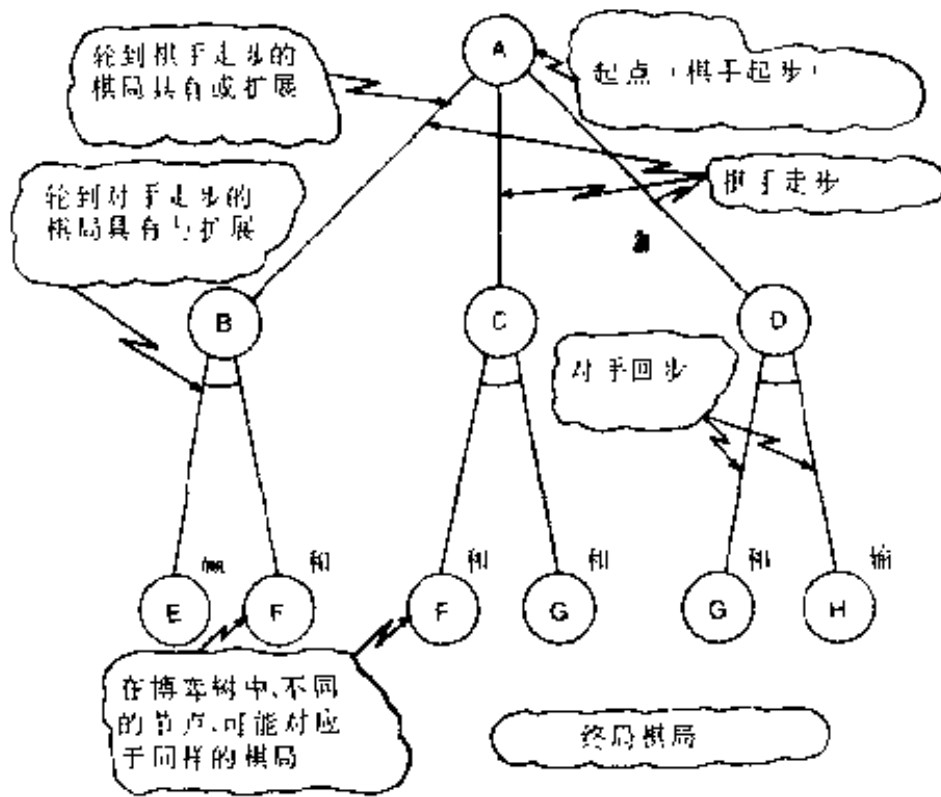 A
轮到棋手走步的
棋局具有或扩展
起点（棋手起步）
棋手走步
轮到对手走步的
棋局具有与扩展
B
C
D
对手回步
和
和
和
和
输
E
F
F
G
G
H
在博弈树中、不同
的节点、可能对应
于同样的棋局
终局棋局